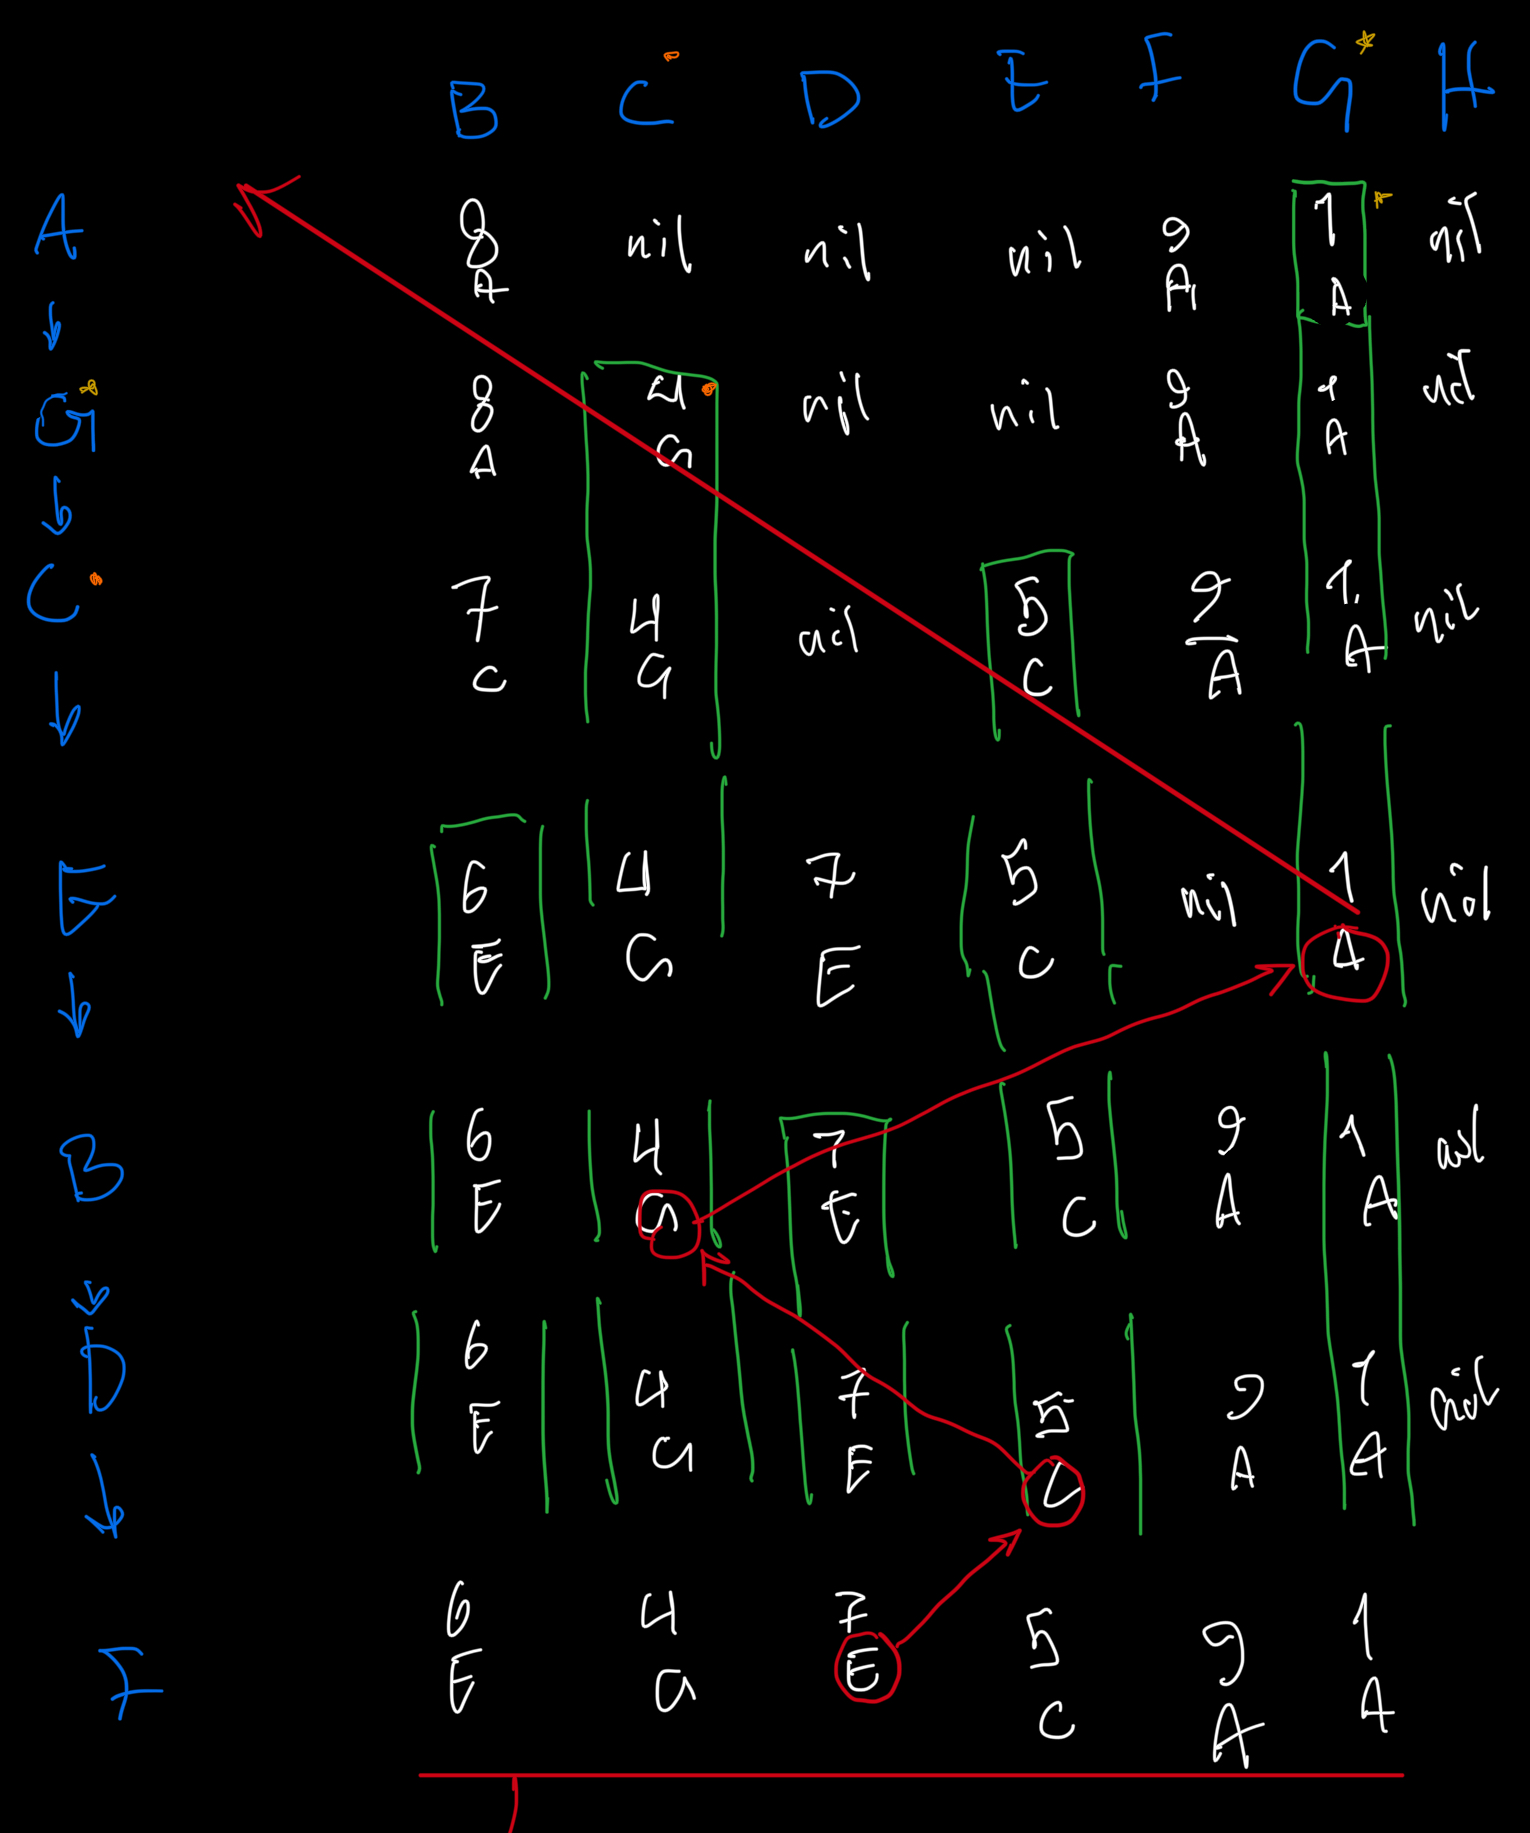 B C D E F G* H
A 8 nil nil nil 9 1 nil
A A A
↓
G* 8 4 nil nil 9 1 nil
A G A A
↓
C 7 4 nil 5 9 1 nil
C G C A A
↓
E 6 4 7 5 nil 1 nil
E G E C A
↓
B 6 4 7 5 9 1 nil
E G E C A A
↓
D 6 4 7 5 9 1 nil
E G E C A A
↓
F 6 4 7 5 9 1
E G E C A A